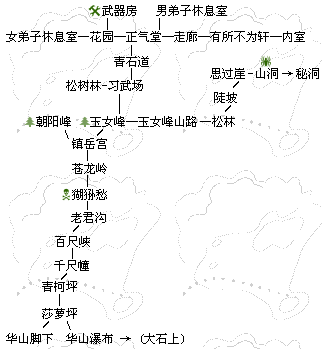 武器房 男弟子休息室
女弟子休息室 花园 正气堂 走廊 有所不为轩 内室
青石道 思过崖 山洞 → 秘洞
松树林 习武场 陡坡
朝阳峰 玉女峰 玉女峰山路 松林
镇岳宫
苍龙岭
猢狲愁
老君沟
百尺峡
千尺幢
青柯坪
莎萝坪
华山脚下 华山瀑布 → (大石上)